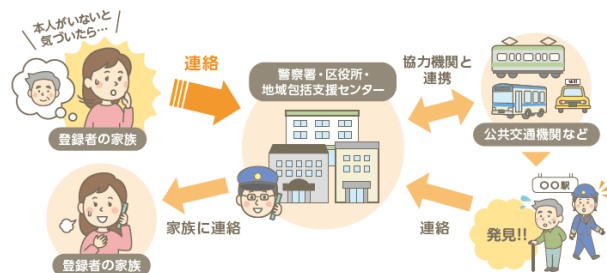 本人がいないと
気づいたら…
登録者の家族
連絡
警察署・区役所・
地域包括支援センター
協力機関と
連携
公共交通機関など
〇〇駅
発見!!
連絡
家族に連絡
登録者の家族